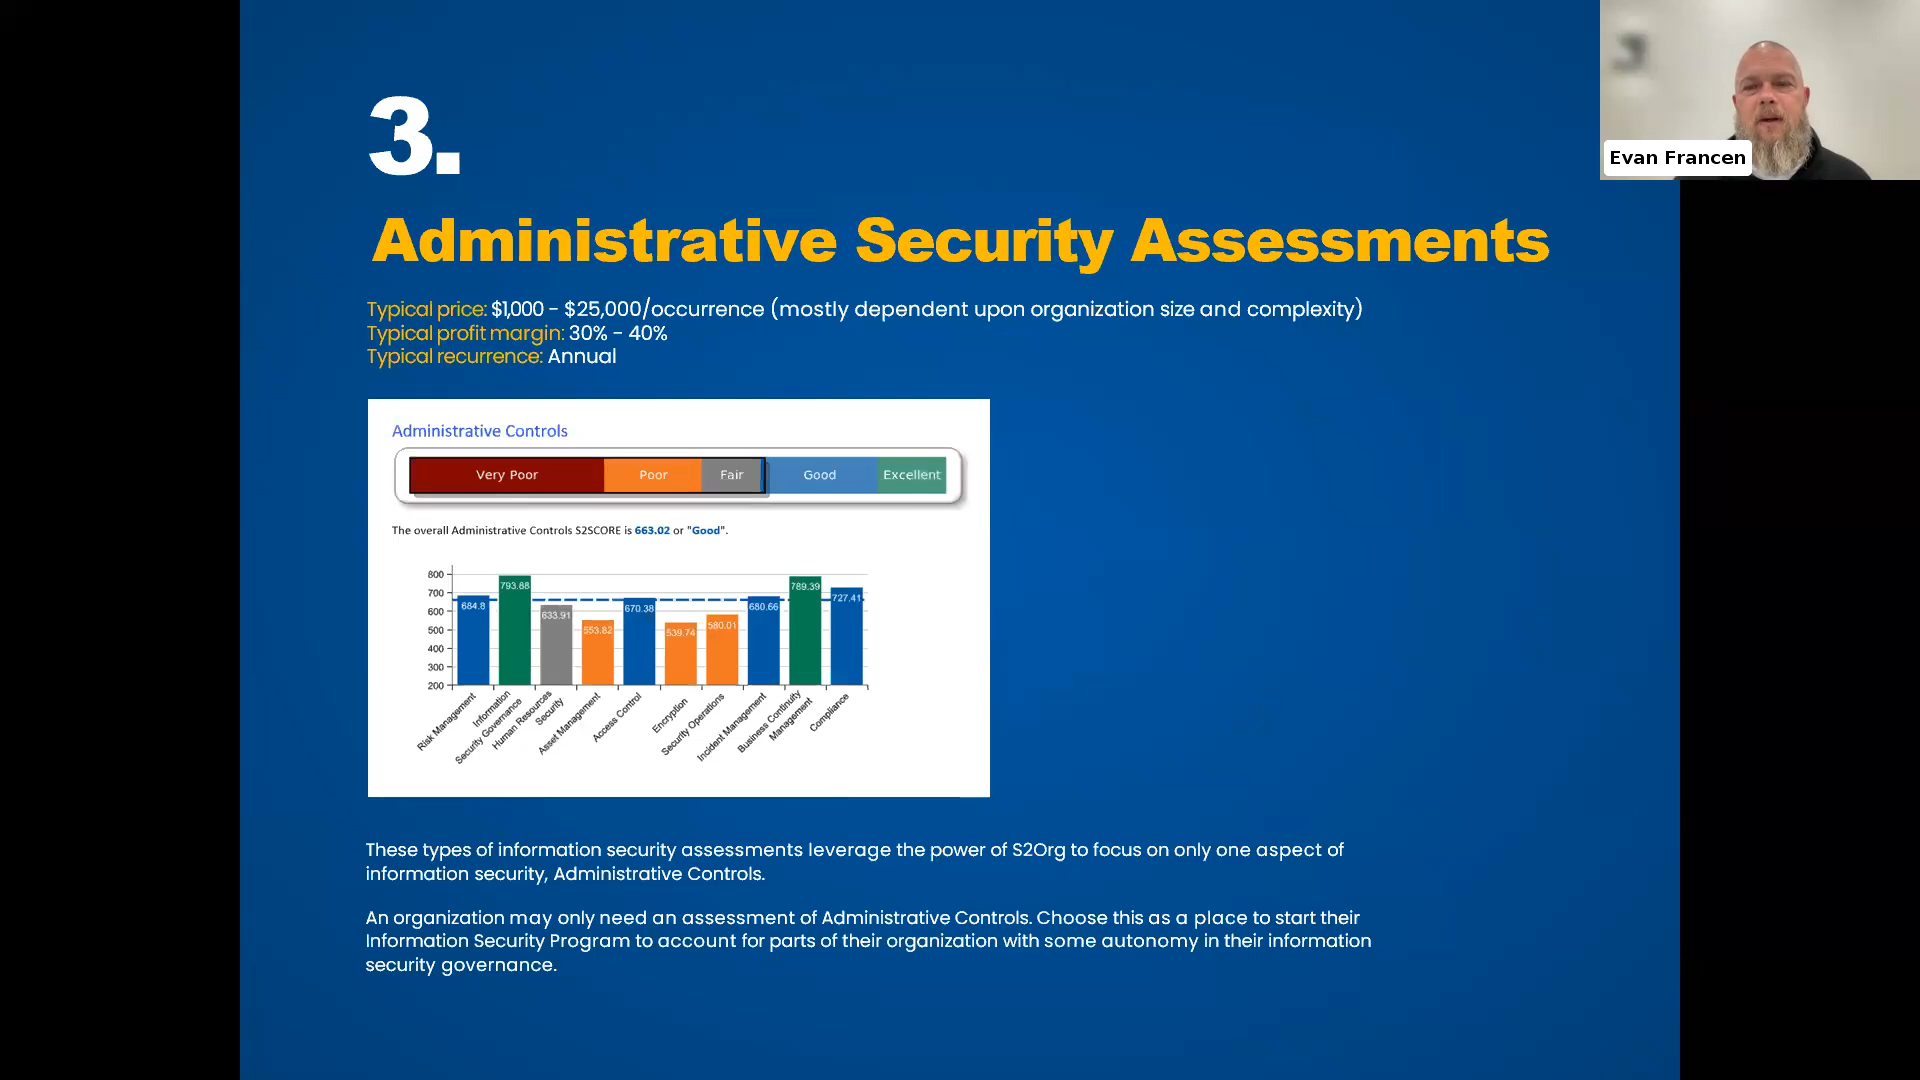 3.
Evan Francen
Administrative Security Assessments
Typical price: $1,000 - $25,000/occurrence (mostly dependent upon organization size and complexity)
Typical profit margin: 30% - 40%
Typical recurrence: Annual
Administrative Controls
Very Poor Poor Fair Good Excellent
The overall Administrative Controls S2SCORE is 663.02 or "Good".
800
700
600
500
400
300
200
684.8
793.88
633.91
553.82
670.38
539.74
580.01
680.66
789.39
727.41
Risk Management
Information
Security Governance
Human Resources
Security
Asset Management
Access Control
Encryption
Security Operations
Incident Management
Business Continuity
Management
Compliance
These types of information security assessments leverage the power of S2Org to focus on only one aspect of
information security, Administrative Controls.
An organization may only need an assessment of Administrative Controls. Choose this as a place to start their
Information Security Program to account for parts of their organization with some autonomy in their information
security governance.